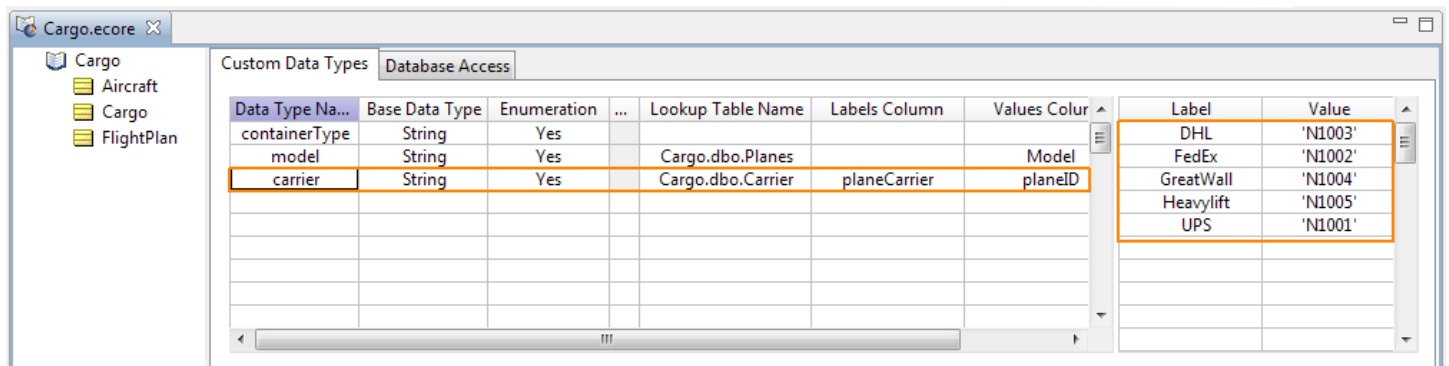 Cargo.ecore
Cargo
Aircraft
Cargo
FlightPlan
Custom Data Types Database Access
Data Type Na... Base Data Type Enumeration ... Lookup Table Name Labels Column Values Colur Label Value
containerType String Yes DHL 'N1003'
model String Yes Cargo.dbo.Planes Model FedEx 'N1002'
carrier String Yes Cargo.dbo.Carrier planeCarrier planeID GreatWall 'N1004'
Heavylift 'N1005'
UPS 'N1001'